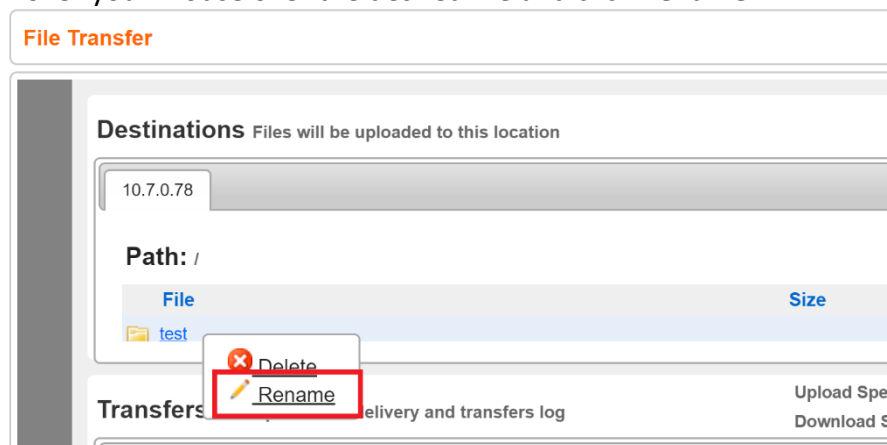 File Transfer
Destinations Files will be uploaded to this location
10.7.0.78
Path: /
File Size
test
Delete
Rename
Transfers elivery and transfers log
Upload Spe
Download S